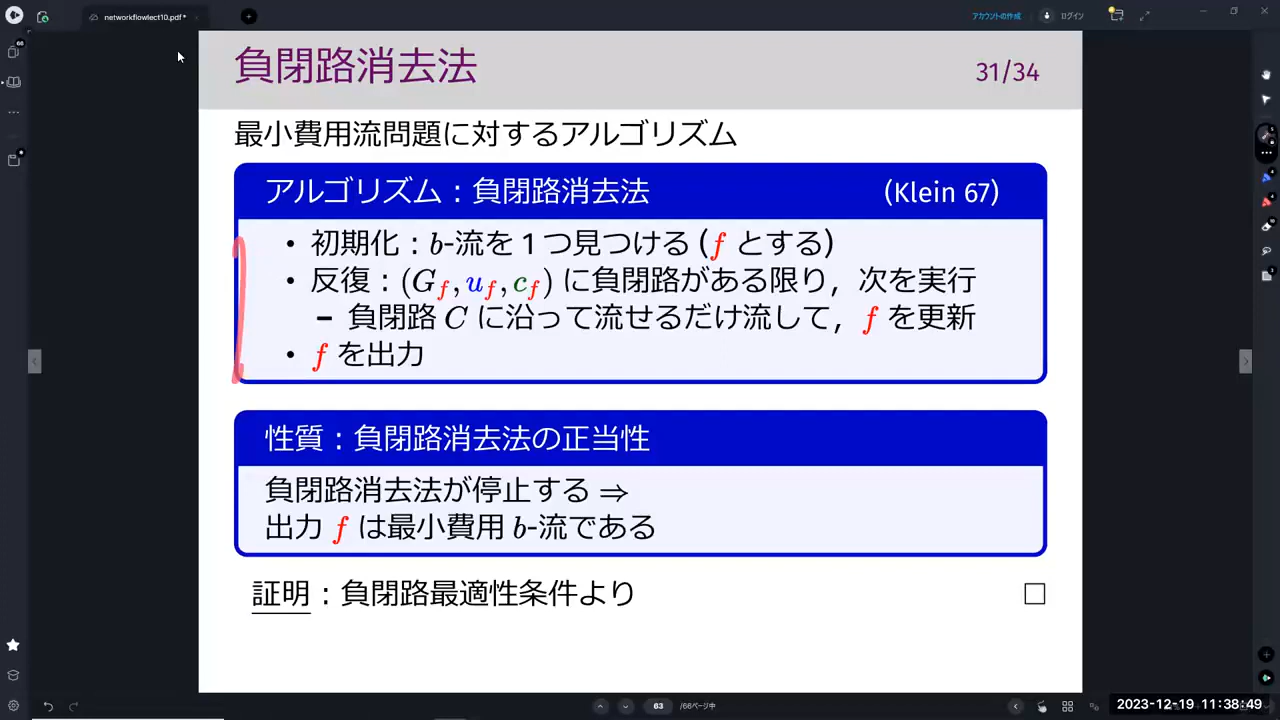 networkflowlect10.pdf*
アカウントの作成
ログイン
負閉路消去法
31/34
最小費用流問題に対するアルゴリズム
アルゴリズム：負閉路消去法 (Klein 67)
• 初期化：b-流を1つ見つける (f とする)
• 反復：(G_f, u_f, c_f) に負閉路がある限り，次を実行
– 負閉路 C に沿って流せるだけ流して，f を更新
• f を出力
性質：負閉路消去法の正当性
負閉路消去法が停止する ⇒
出力 f は最小費用 b-流である
証明：負閉路最適性条件より □
63 /66ページ中
2023-12-19 11:38:49